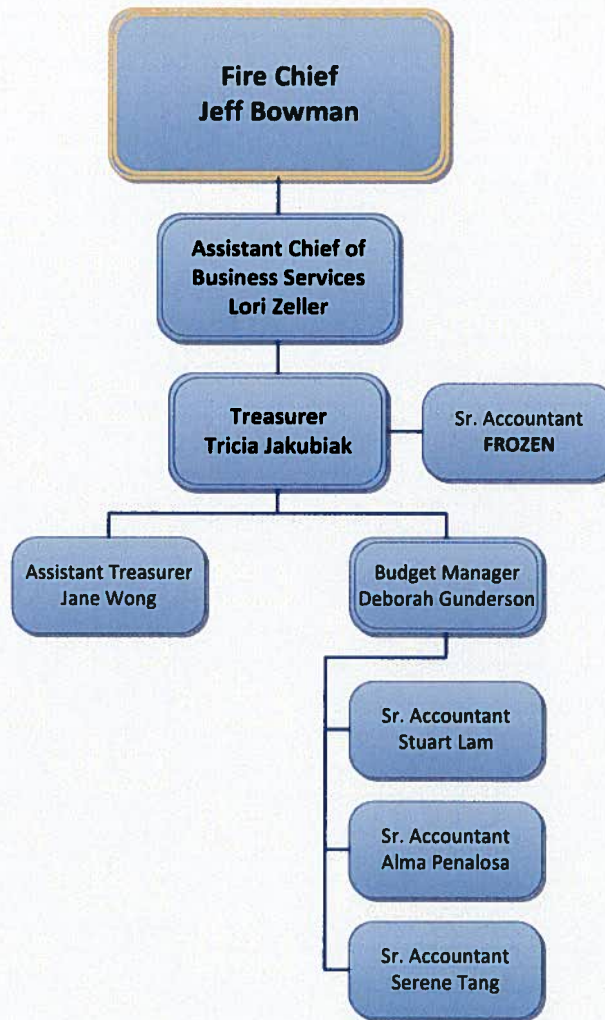 Fire Chief
Jeff Bowman
Assistant Chief of
Business Services
Lori Zeller
Treasurer
Tricia Jakubiak
Sr. Accountant
FROZEN
Assistant Treasurer
Jane Wong
Budget Manager
Deborah Gunderson
Sr. Accountant
Stuart Lam
Sr. Accountant
Alma Penalosa
Sr. Accountant
Serene Tang